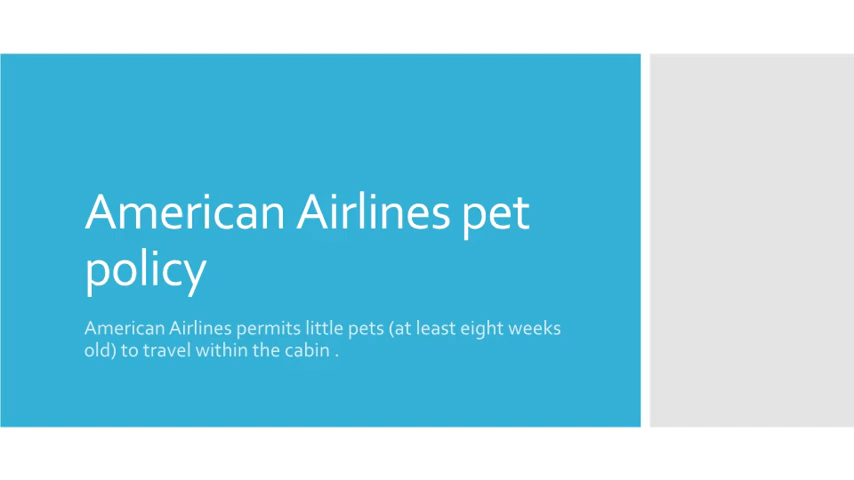 American Airlines pet
policy
American Airlines permits little pets (at least eight weeks
old) to travel within the cabin .